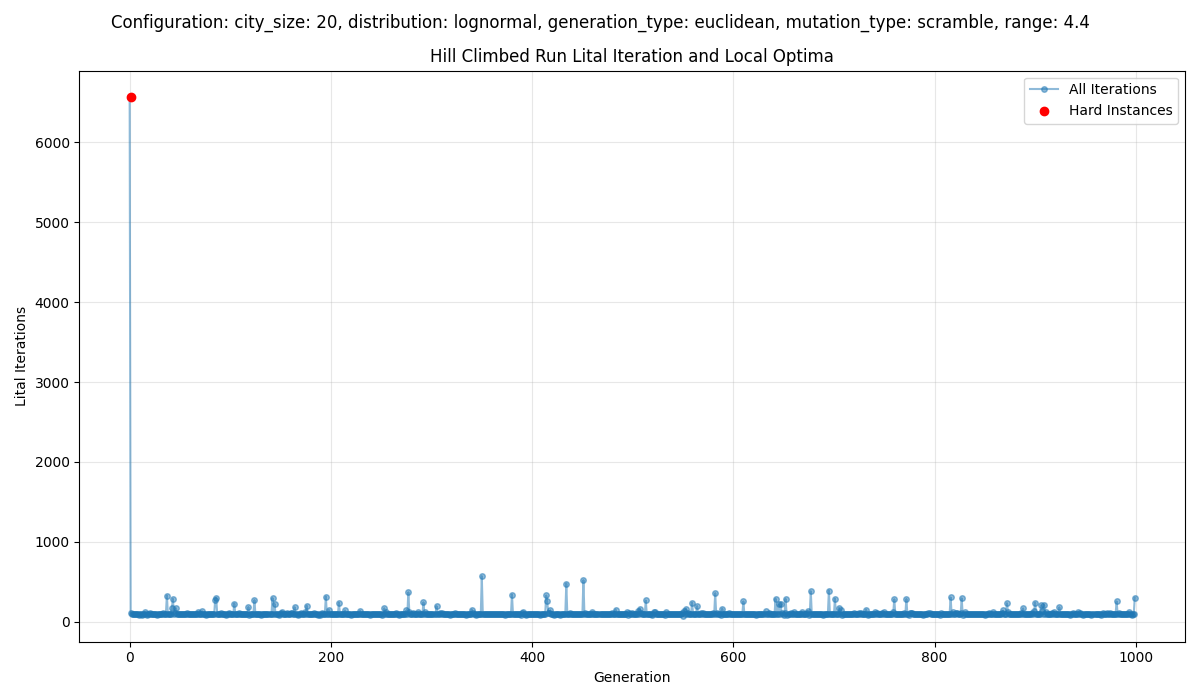 Configuration: city_size: 20, distribution: lognormal, generation_type: euclidean, mutation_type: scramble, range: 4.4
Hill Climbed Run Lital Iteration and Local Optima
All Iterations
Hard Instances
6000
5000
4000
3000
2000
1000
0
Lital Iterations
0 200 400 600 800 1000
Generation